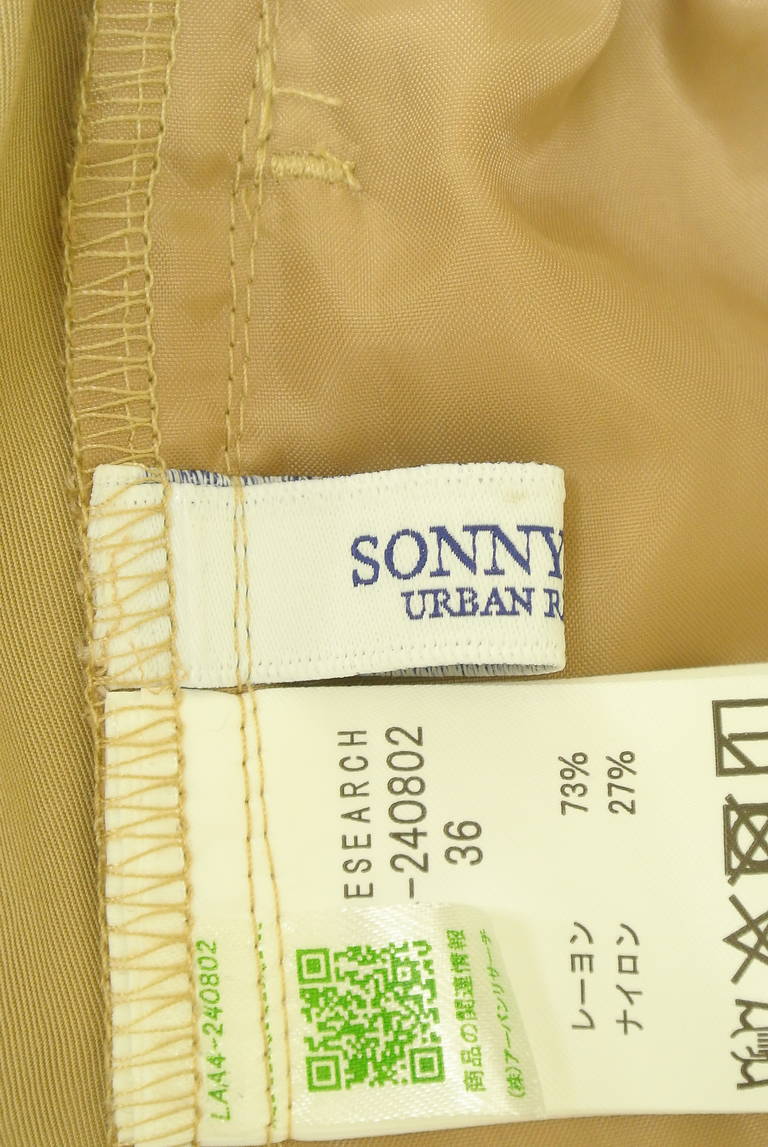 SONNY
URBAN R
ESEARCH
-240802
36
73%
27%
レーヨン
ナイロン
LAA4-240802
商品の関連情報
(株)アーバンリサーチ